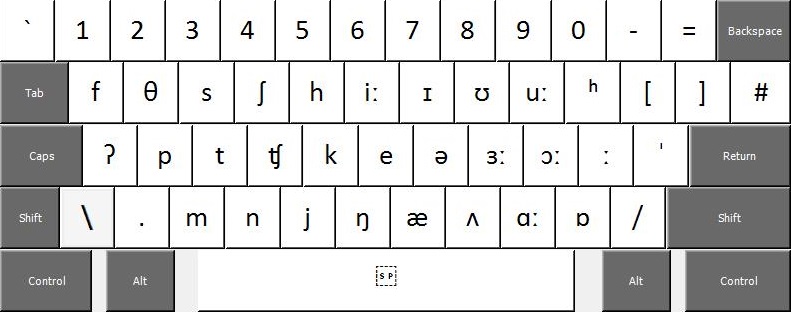 ` 1 2 3 4 5 6 7 8 9 0 - = Backspace
Tab f θ s ʃ h iː ɪ ʊ uː ʰ [ ] #
Caps ʔ p t ʧ k e ə ɜː ɔː ː ˈ Return
Shift \ . m n j ŋ æ ʌ ɑː ɒ / Shift
Control Alt SP Alt Control